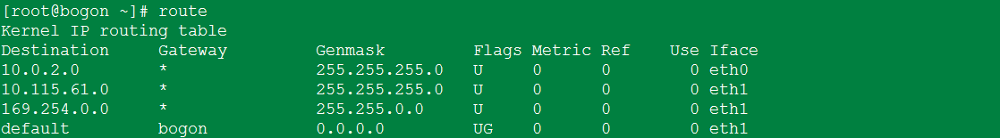 [root@bogon ~]# route
Kernel IP routing table
Destination     Gateway         Genmask         Flags Metric Ref    Use Iface
10.0.2.0        *               255.255.255.0   U     0      0        0 eth0
10.115.61.0     *               255.255.255.0   U     0      0        0 eth1
169.254.0.0     *               255.255.0.0     U     0      0        0 eth1
default         bogon           0.0.0.0         UG    0      0        0 eth1